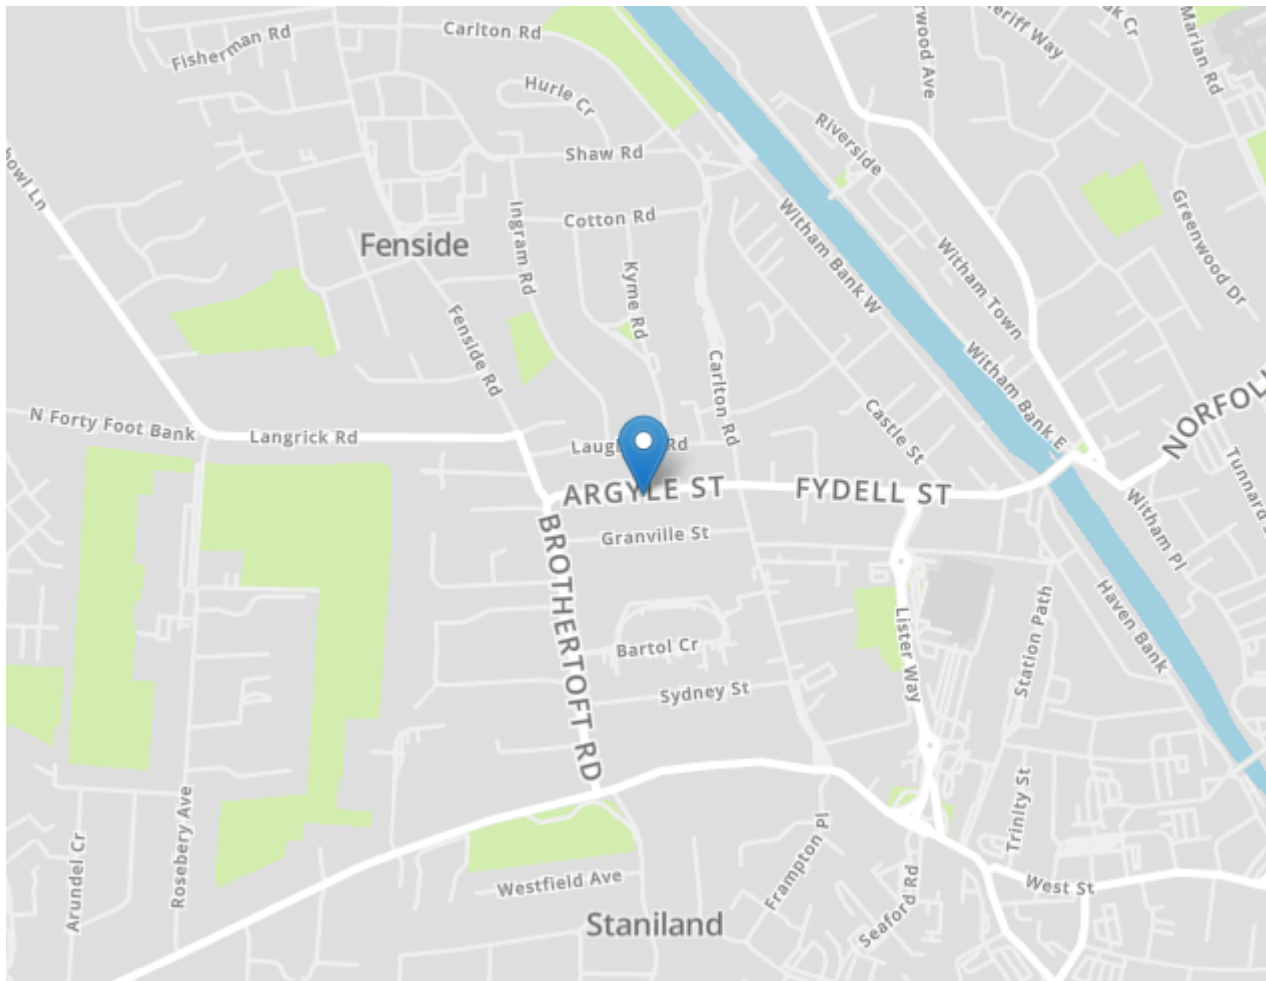 Fisherman Rd
Carlton Rd
Hurle Cr
Shaw Rd
Riverside
Marian Rd
Ingram Rd
Cotton Rd
Fenside
Kyme Rd
Witham Bank W
Witham Town
Greenwood Dr
Fenside Rd
Carlton Rd
Witham Bank E
Castle St
N Forty Foot Bank
Langrick Rd
ARGYLE ST
FYDELL ST
BROTHERTOFT RD
Granville St
Witham Pl
Haven Bank
Lister Way
Station Path
Bartol Cr
Sydney St
Rosebery Ave
Arundel Cr
Trinity St
Frampton Pl
Seaford Rd
West St
Westfield Ave
Staniland